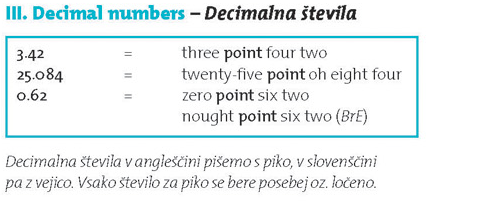 III. Decimal numbers – Decimalna števila
3.42 = three point four two
25.084 = twenty-five point oh eight four
0.62 = zero point six two
nought point six two (BrE)
Decimalna števila v angleščini pišemo s piko, v slovenščini
pa z vejico. Vsako število za piko se bere posebej oz. ločeno.